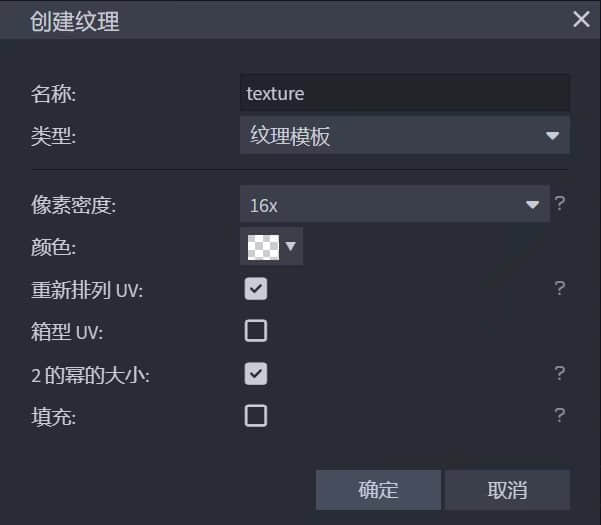 创建纹理
名称: texture
类型: 纹理模板
像素密度: 16x ?
颜色:
重新排列 UV: ?
箱型 UV:
2 的幂的大小: ?
填充: ?
确定 取消